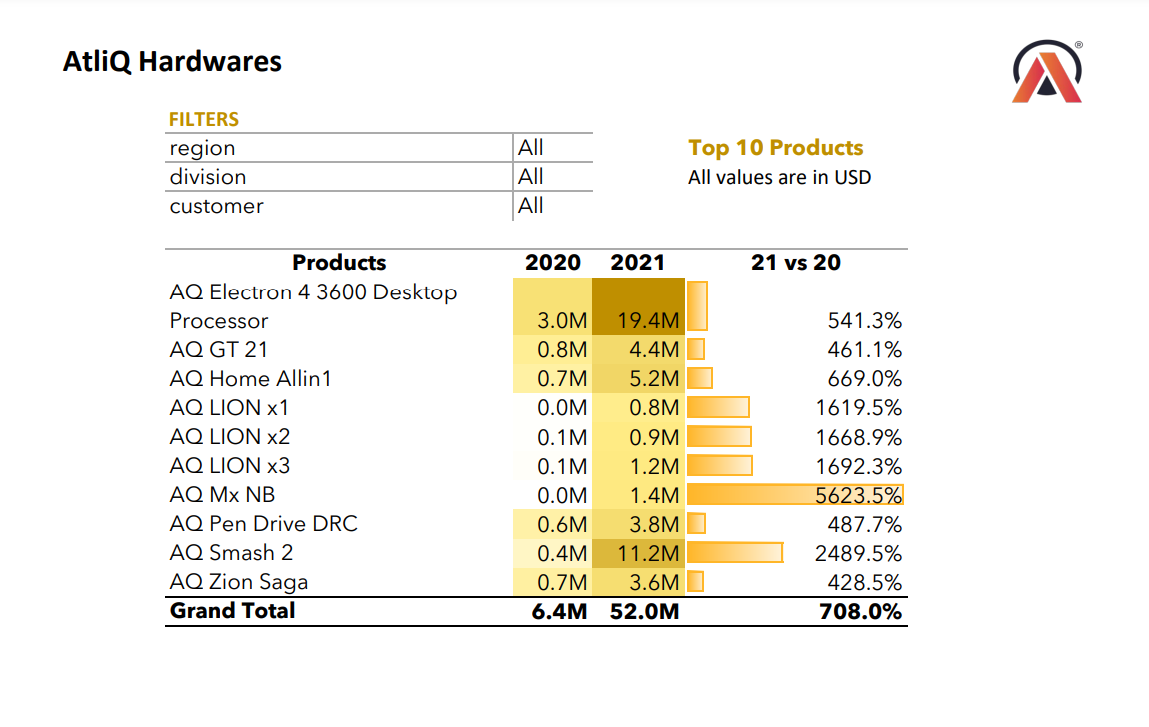 AtliQ Hardwares
®
FILTERS
region All
division All
customer All
Top 10 Products
All values are in USD
Products 2020 2021 21 vs 20
AQ Electron 4 3600 Desktop
Processor 3.0M 19.4M 541.3%
AQ GT 21 0.8M 4.4M 461.1%
AQ Home Allin1 0.7M 5.2M 669.0%
AQ LION x1 0.0M 0.8M 1619.5%
AQ LION x2 0.1M 0.9M 1668.9%
AQ LION x3 0.1M 1.2M 1692.3%
AQ Mx NB 0.0M 1.4M 5623.5%
AQ Pen Drive DRC 0.6M 3.8M 487.7%
AQ Smash 2 0.4M 11.2M 2489.5%
AQ Zion Saga 0.7M 3.6M 428.5%
Grand Total 6.4M 52.0M 708.0%